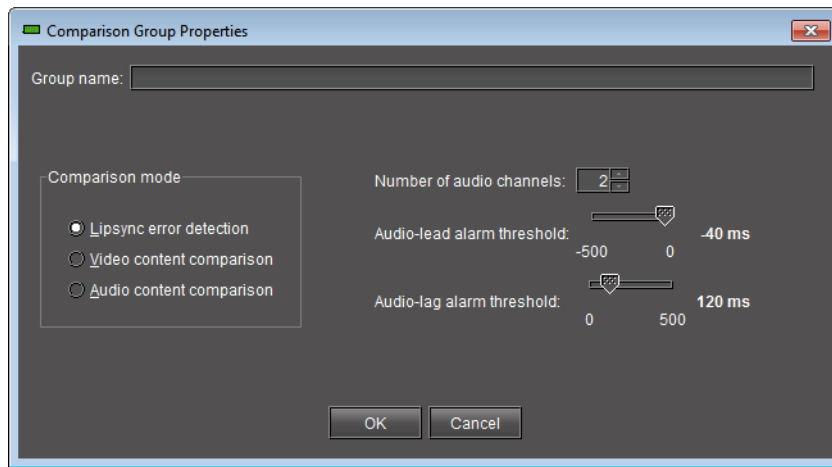 Comparison Group Properties
Group name:
Comparison mode
Lipsync error detection
Video content comparison
Audio content comparison
Number of audio channels: 2
Audio-lead alarm threshold: -40 ms
-500 0
Audio-lag alarm threshold: 120 ms
0 500
OK Cancel